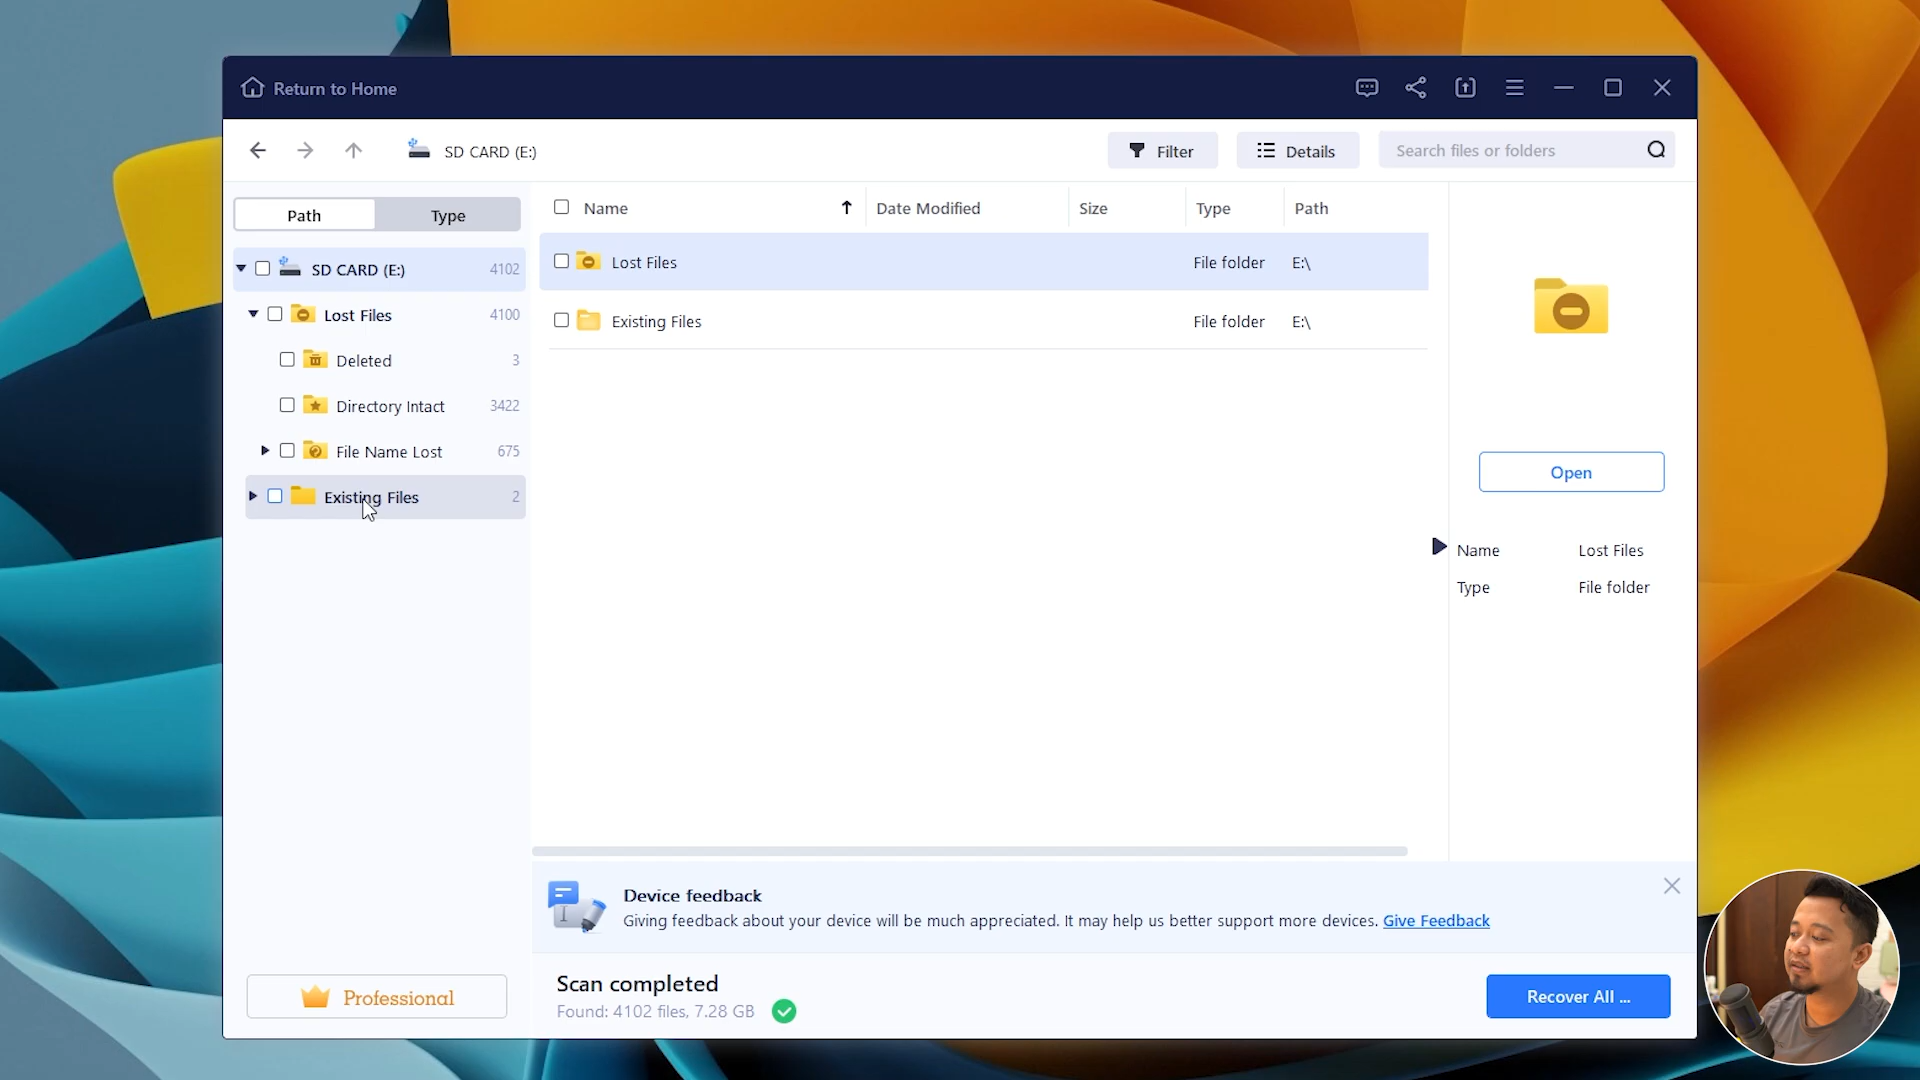 Return to Home
SD CARD (E:)
Filter
Details
Search files or folders
Path
Type
SD CARD (E:) 4102
Lost Files 4100
Deleted 3
Directory Intact 3422
File Name Lost 675
Existing Files 2
Professional
Name
Date Modified
Size
Type
Path
Lost Files File folder E:\
Existing Files File folder E:\
Open
Name Lost Files
Type File folder
Device feedback
Giving feedback about your device will be much appreciated. It may help us better support more devices. Give Feedback
Scan completed
Found: 4102 files, 7.28 GB
Recover All ...